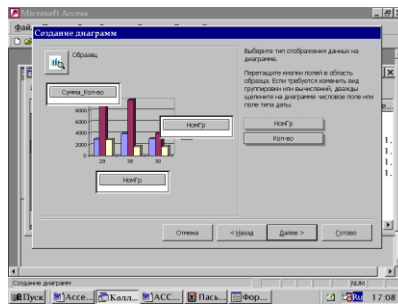 Microsoft Access
Создание диаграмм
Образец
Сумма_Кол-во
8000
6000
4000
2000
0
29 30 30
НомГр
НомГр
Выберите тип отображения данных на
диаграмме.
Перетащите кнопки полей в область
образца. Если требуется изменить вид
группировки или вычислений, дважды
щелкните на диаграмме числовое поле или
поле типа даты.
НомГр
Кол-во
Отмена
< Назад
Далее >
Готово
Создание диаграмм
NUM
Пуск
Acce...
Колл...
ACC...
Пась...
Фор...
Ru
17:08